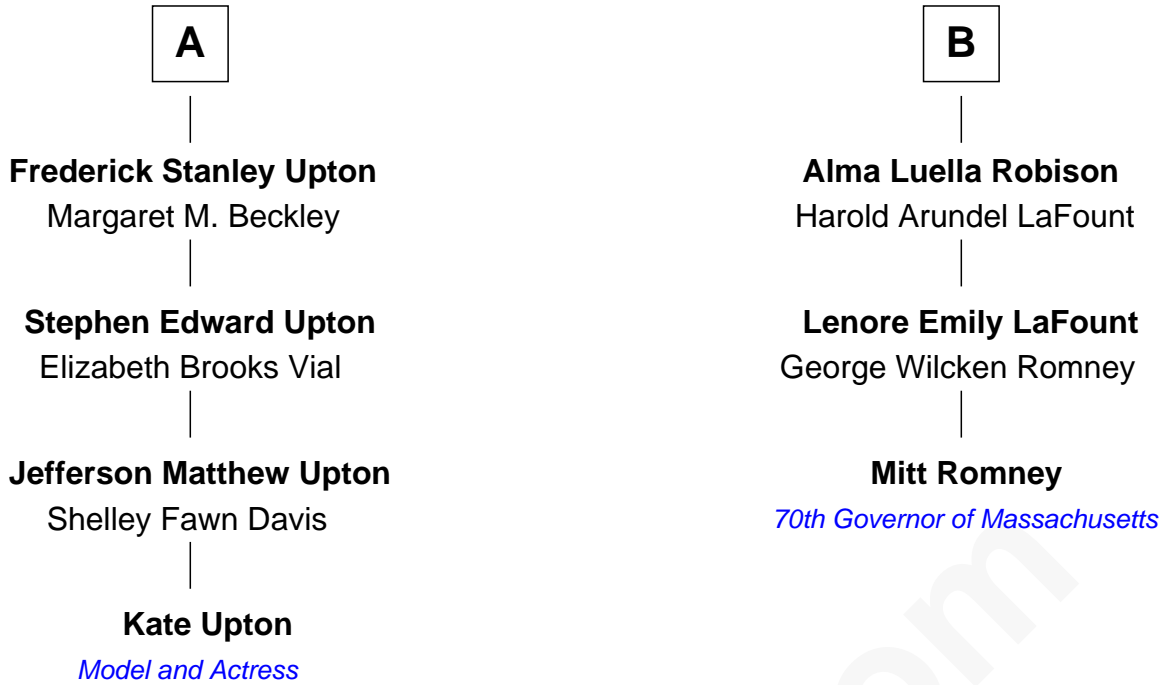 A
Frederick Stanley Upton
Margaret M. Beckley
Stephen Edward Upton
Elizabeth Brooks Vial
Jefferson Matthew Upton
Shelley Fawn Davis
Kate Upton
Model and Actress
B
Alma Luella Robison
Harold Arundel LaFount
Lenore Emily LaFount
George Wilcken Romney
Mitt Romney
70th Governor of Massachusetts
om